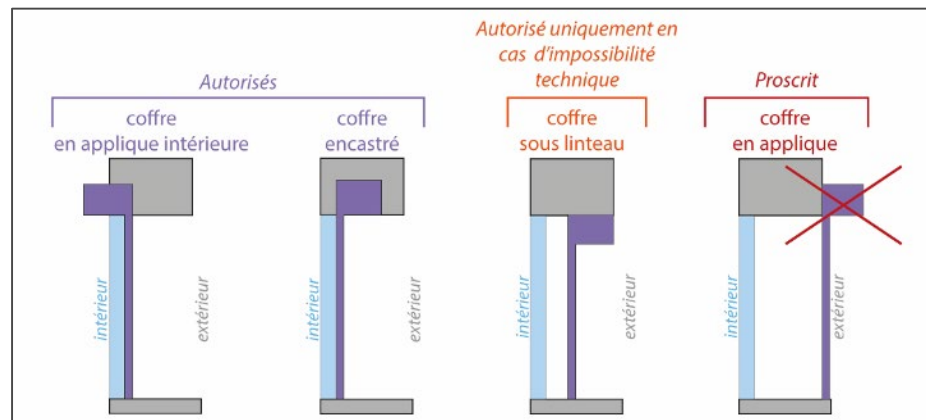 Autorisé uniquement en
cas d'impossibilité
technique
Autorisés
Proscrit
coffre
en applique intérieure
coffre
encastré
coffre
sous linteau
coffre
en applique
intérieur
extérieur
intérieur
extérieur
intérieur
extérieur
intérieur
extérieur